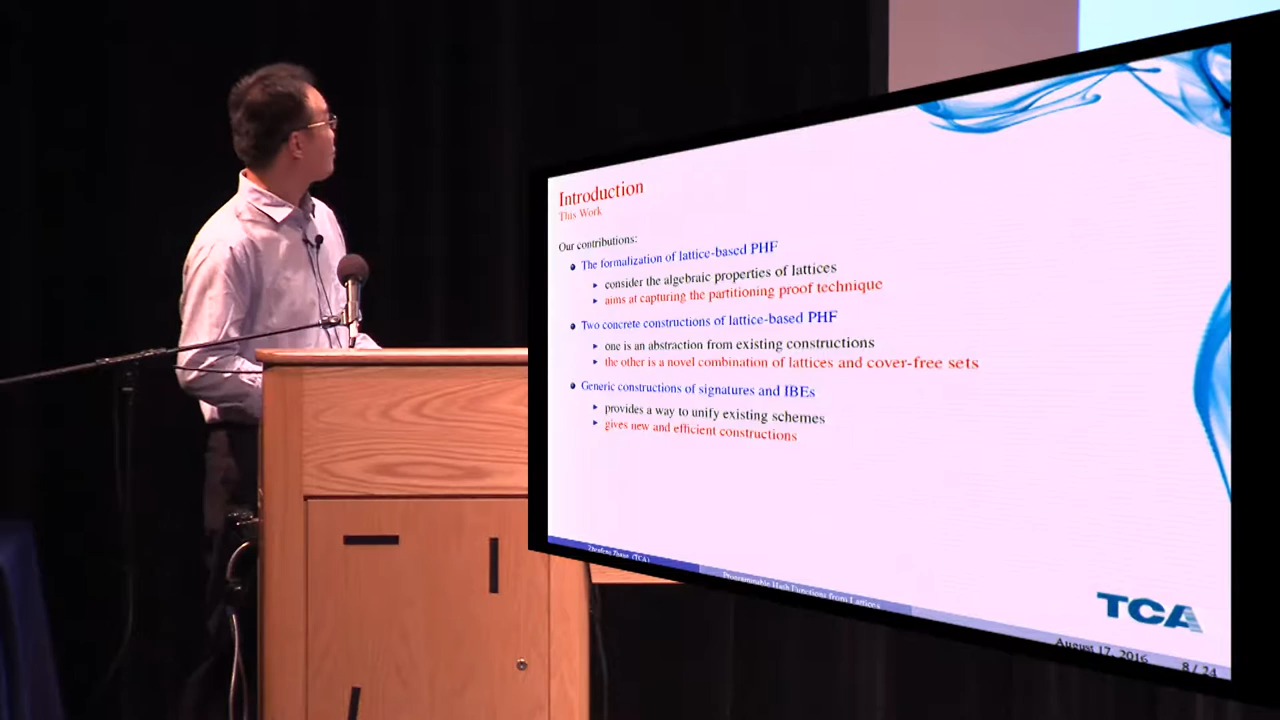 Introduction
This Work
Our contributions:
The formalization of lattice-based PHF
consider the algebraic properties of lattices
aims at capturing the partitioning proof technique
Two concrete constructions of lattice-based PHF
one is an abstraction from existing constructions
the other is a novel combination of lattices and cover-free sets
Generic constructions of signatures and IBEs
provides a way to unify existing schemes
gives new and efficient constructions
TCA
(TCA)
Programmable Hash Functions from Lattices
August 17, 2016
8 / 24